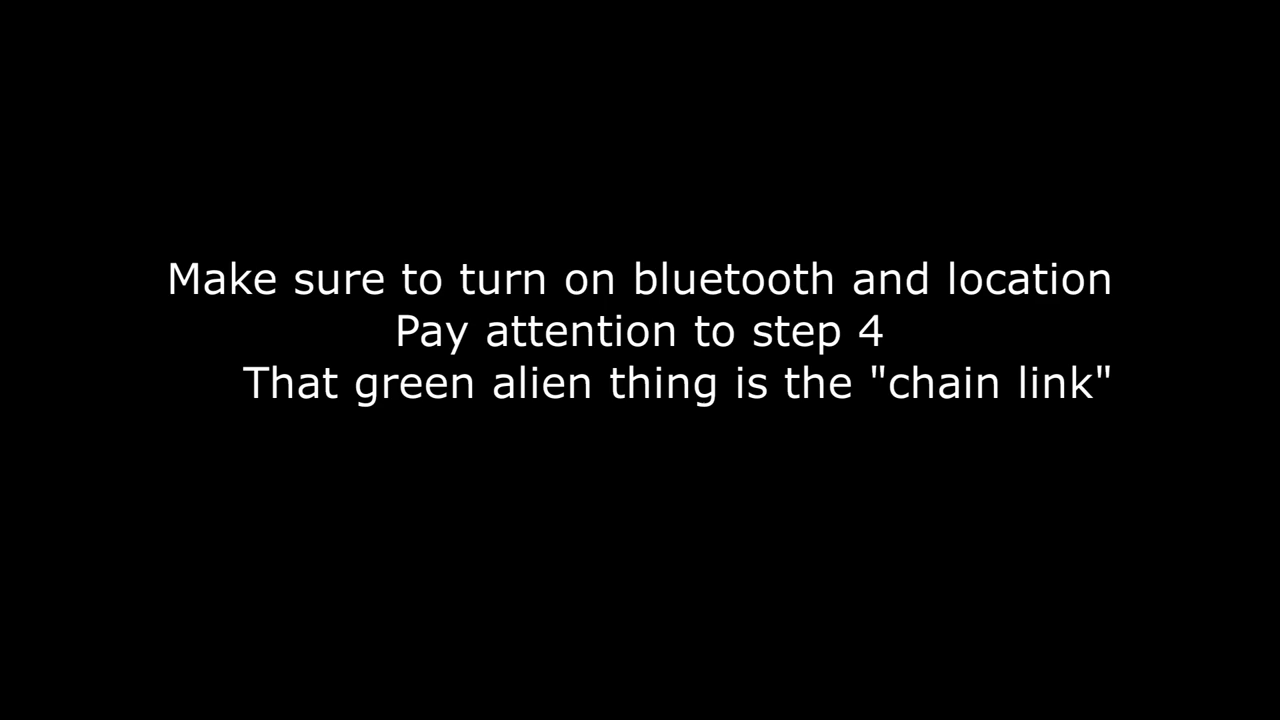 Make sure to turn on bluetooth and location
Pay attention to step 4
That green alien thing is the "chain link"